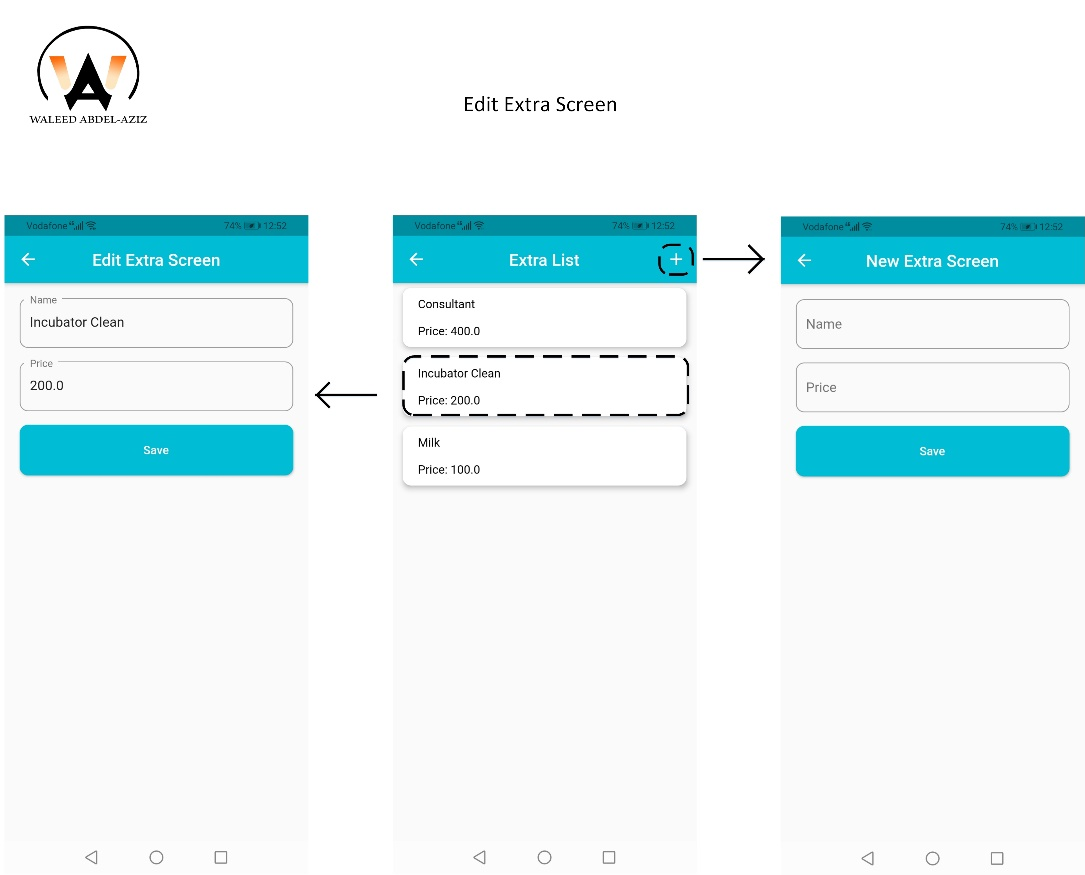 WALEED ABDEL-AZIZ
Edit Extra Screen
Vodafone 74% 12:52
Edit Extra Screen
Name
Incubator Clean
Price
200.0
Save
Vodafone 74% 12:52
Extra List
+
Consultant
Price: 400.0
Incubator Clean
Price: 200.0
Milk
Price: 100.0
Vodafone 74% 12:52
New Extra Screen
Name
Price
Save